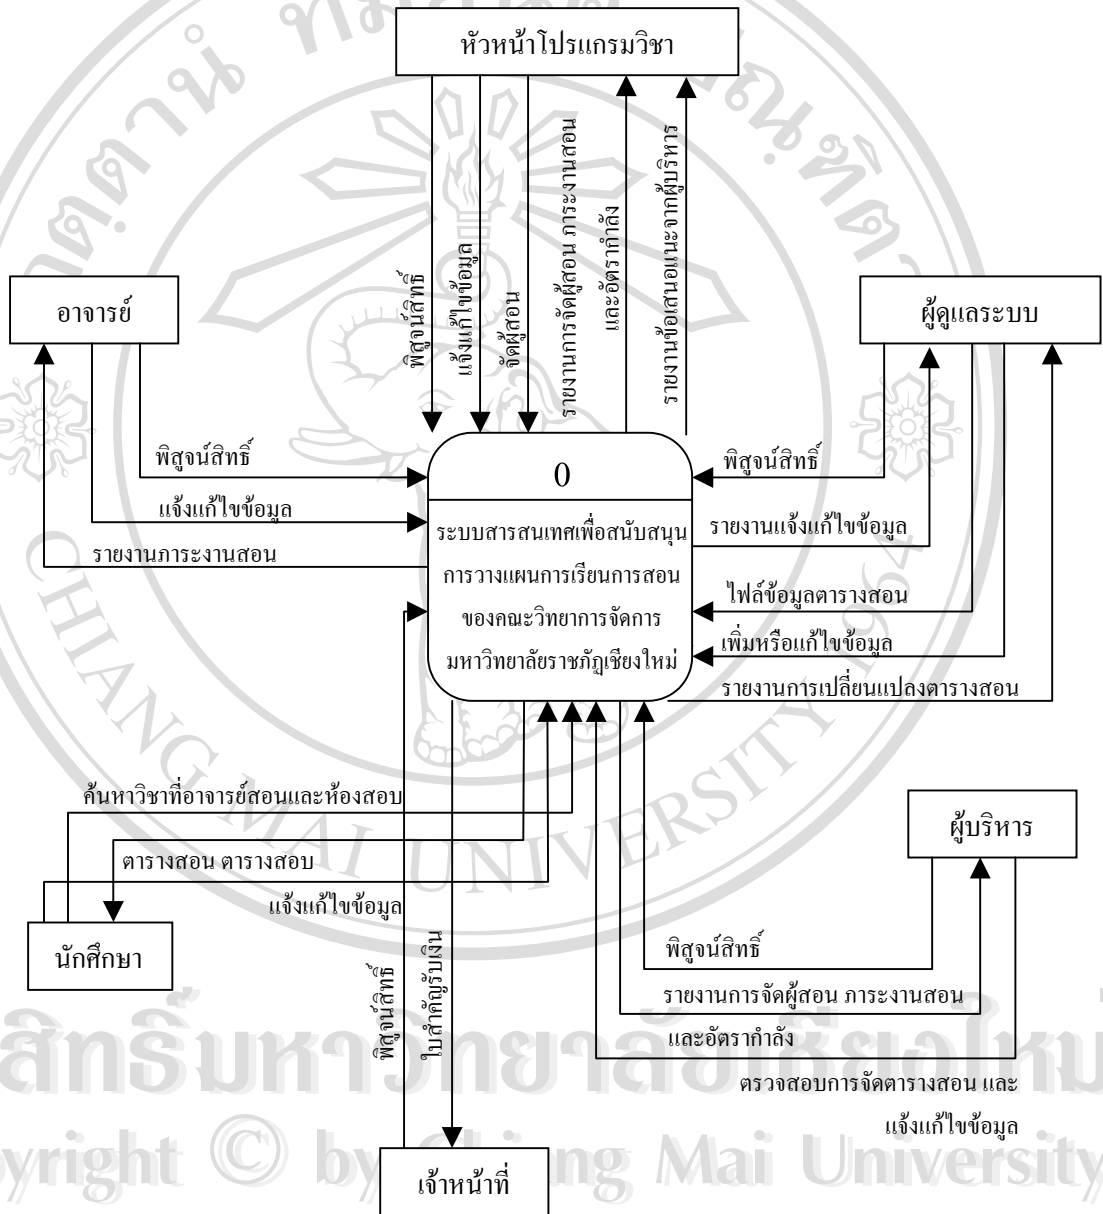 หัวหน้าโปรแกรมวิชา
พิสูจน์สิทธิ์
แจ้งแก้ไขข้อมูล
จัดผู้สอน
รายงานการจัดผู้สอน ภาระงานสอน
และอัตรากำลัง
รายงานข้อเสนอแนะจากผู้บริหาร
อาจารย์
ผู้ดูแลระบบ
พิสูจน์สิทธิ์
แจ้งแก้ไขข้อมูล
รายงานภาระงานสอน
0
ระบบสารสนเทศเพื่อสนับสนุน
การวางแผนการเรียนการสอน
ของคณะวิทยาการจัดการ
มหาวิทยาลัยราชภัฏเชียงใหม่
พิสูจน์สิทธิ์
รายงานแจ้งแก้ไขข้อมูล
ไฟล์ข้อมูลตารางสอน
เพิ่มหรือแก้ไขข้อมูล
รายงานการเปลี่ยนแปลงตารางสอน
ค้นหาวิชาที่อาจารย์สอนและห้องสอบ
ตารางสอน ตารางสอบ
แจ้งแก้ไขข้อมูล
นักศึกษา
พิสูจน์สิทธิ์
ใบสำคัญรับเงิน
ผู้บริหาร
พิสูจน์สิทธิ์
รายงานการจัดผู้สอน ภาระงานสอน
และอัตรากำลัง
ตรวจสอบการจัดตารางสอน และ
แจ้งแก้ไขข้อมูล
เจ้าหน้าที่
CHIANG MAI UNIVERSITY 1964
สิทธิ์มหาวิทยาลัยเชียงใหม่
yright © by Chiang Mai University